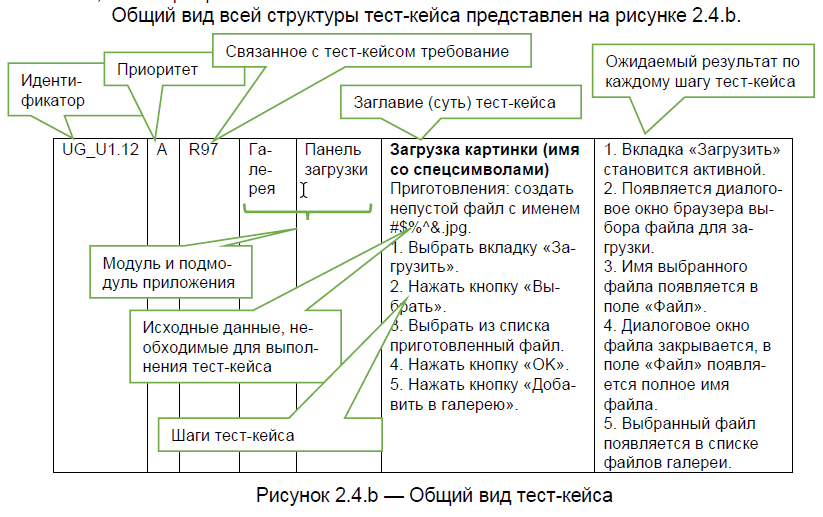 Общий вид всей структуры тест-кейса представлен на рисунке 2.4.b.
Связанное с тест-кейсом требование
Приоритет
Иденти-
фикатор
Заглавие (суть) тест-кейса
Ожидаемый результат по
каждому шагу тест-кейса
UG_U1.12
A
R97
Га-
ле-
рея
Панель
загрузки
Загрузка картинки (имя
со спецсимволами)
Приготовления: создать
непустой файл с именем
#$%^&.jpg.
1. Выбрать вкладку «За-
грузить».
2. Нажать кнопку «Вы-
брать».
3. Выбрать из списка
приготовленный файл.
4. Нажать кнопку «OK».
5. Нажать кнопку «Доба-
вить в галерею».
1. Вкладка «Загрузить»
становится активной.
2. Появляется диалого-
вое окно браузера вы-
бора файла для за-
грузки.
3. Имя выбранного
файла появляется в
поле «Файл».
4. Диалоговое окно
файла закрывается, в
поле «Файл» появля-
ется полное имя
файла.
5. Выбранный файл
появляется в списке
файлов галереи.
Модуль и подмо-
дуль приложения
Исходные данные, не-
обходимые для выпол-
нения тест-кейса
Шаги тест-кейса
Рисунок 2.4.b — Общий вид тест-кейса